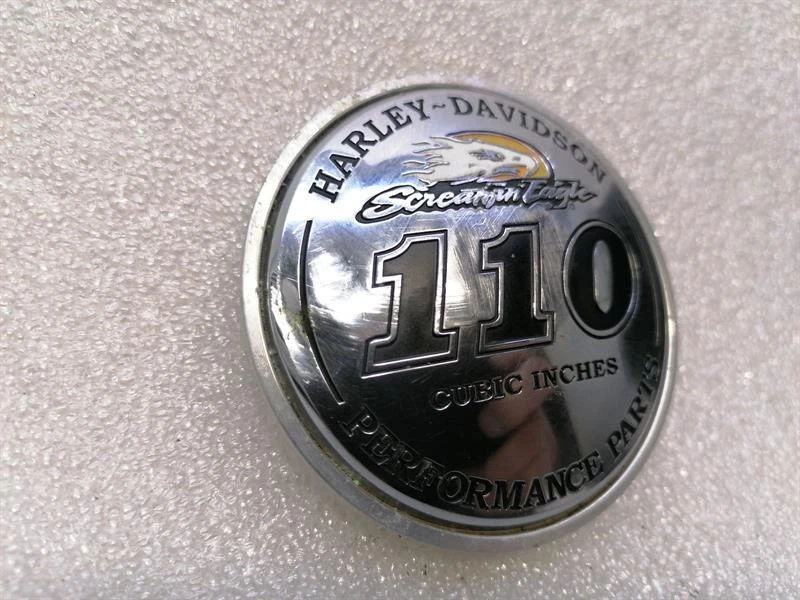 HARLEY~DAVIDSON
Screamin' Eagle
110
CUBIC INCHES
PERFORMANCE PARTS